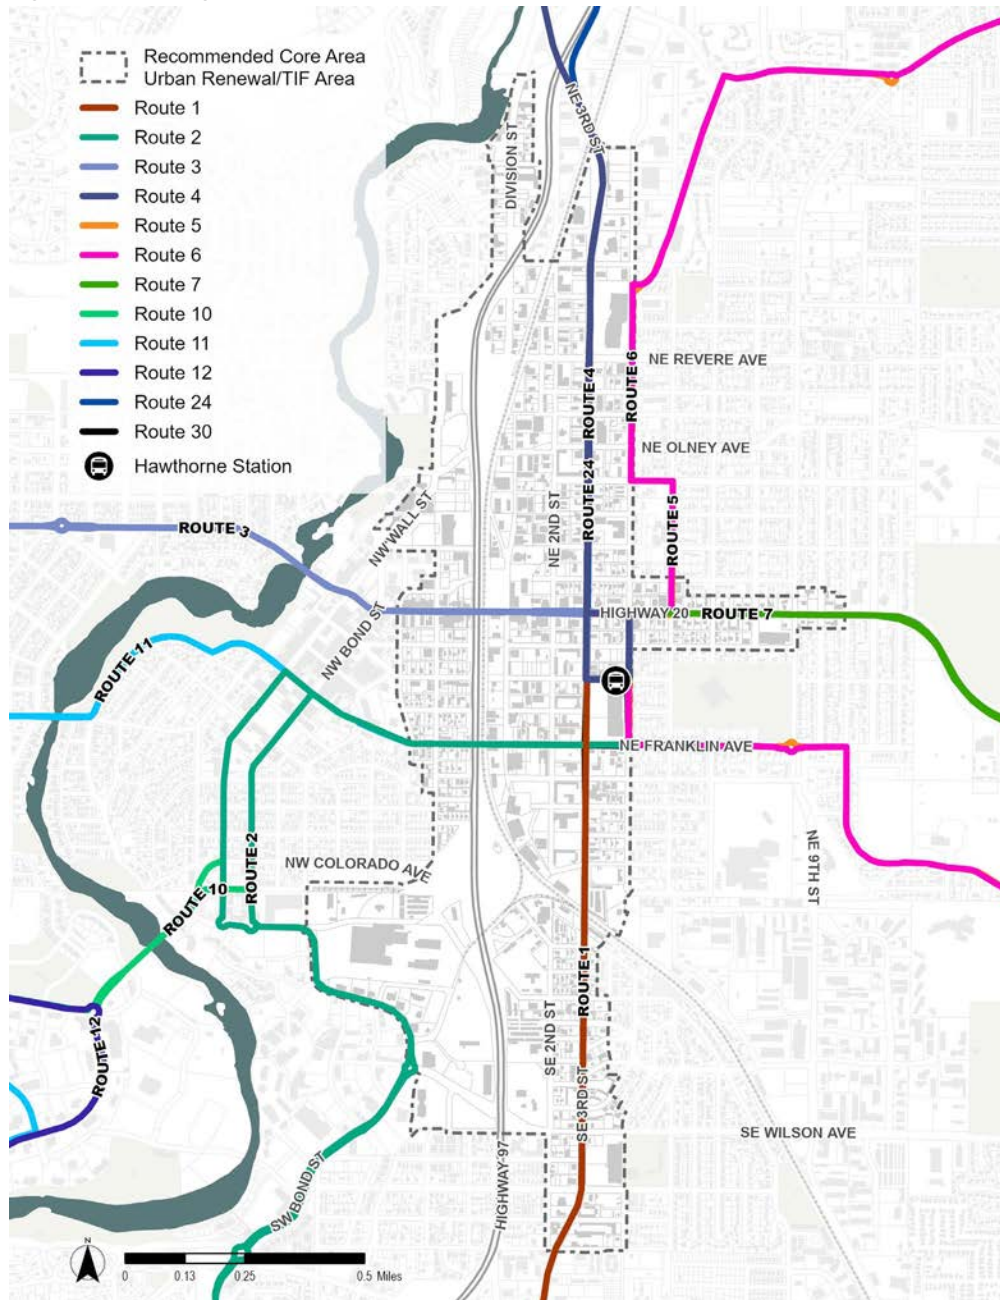 Recommended Core Area
Urban Renewal/TIF Area
Route 1
Route 2
Route 3
Route 4
Route 5
Route 6
Route 7
Route 10
Route 11
Route 12
Route 24
Route 30
Hawthorne Station
NE 3RD ST
DIVISION ST
NE REVERE AVE
ROUTE 6
ROUTE 4
NE OLNEY AVE
ROUTE 24
ROUTE 5
NE 2ND ST
NW WALL ST
ROUTE 3
HIGHWAY 20
ROUTE 7
NW BOND ST
ROUTE 11
NE FRANKLIN AVE
NW COLORADO AVE
ROUTE 2
ROUTE 10
NE 9TH ST
ROUTE 1
ROUTE 12
SE 2ND ST
SE 3RD ST
SE WILSON AVE
SW BOND ST
HIGHWAY 97
N
0 0.13 0.25 0.5 Miles